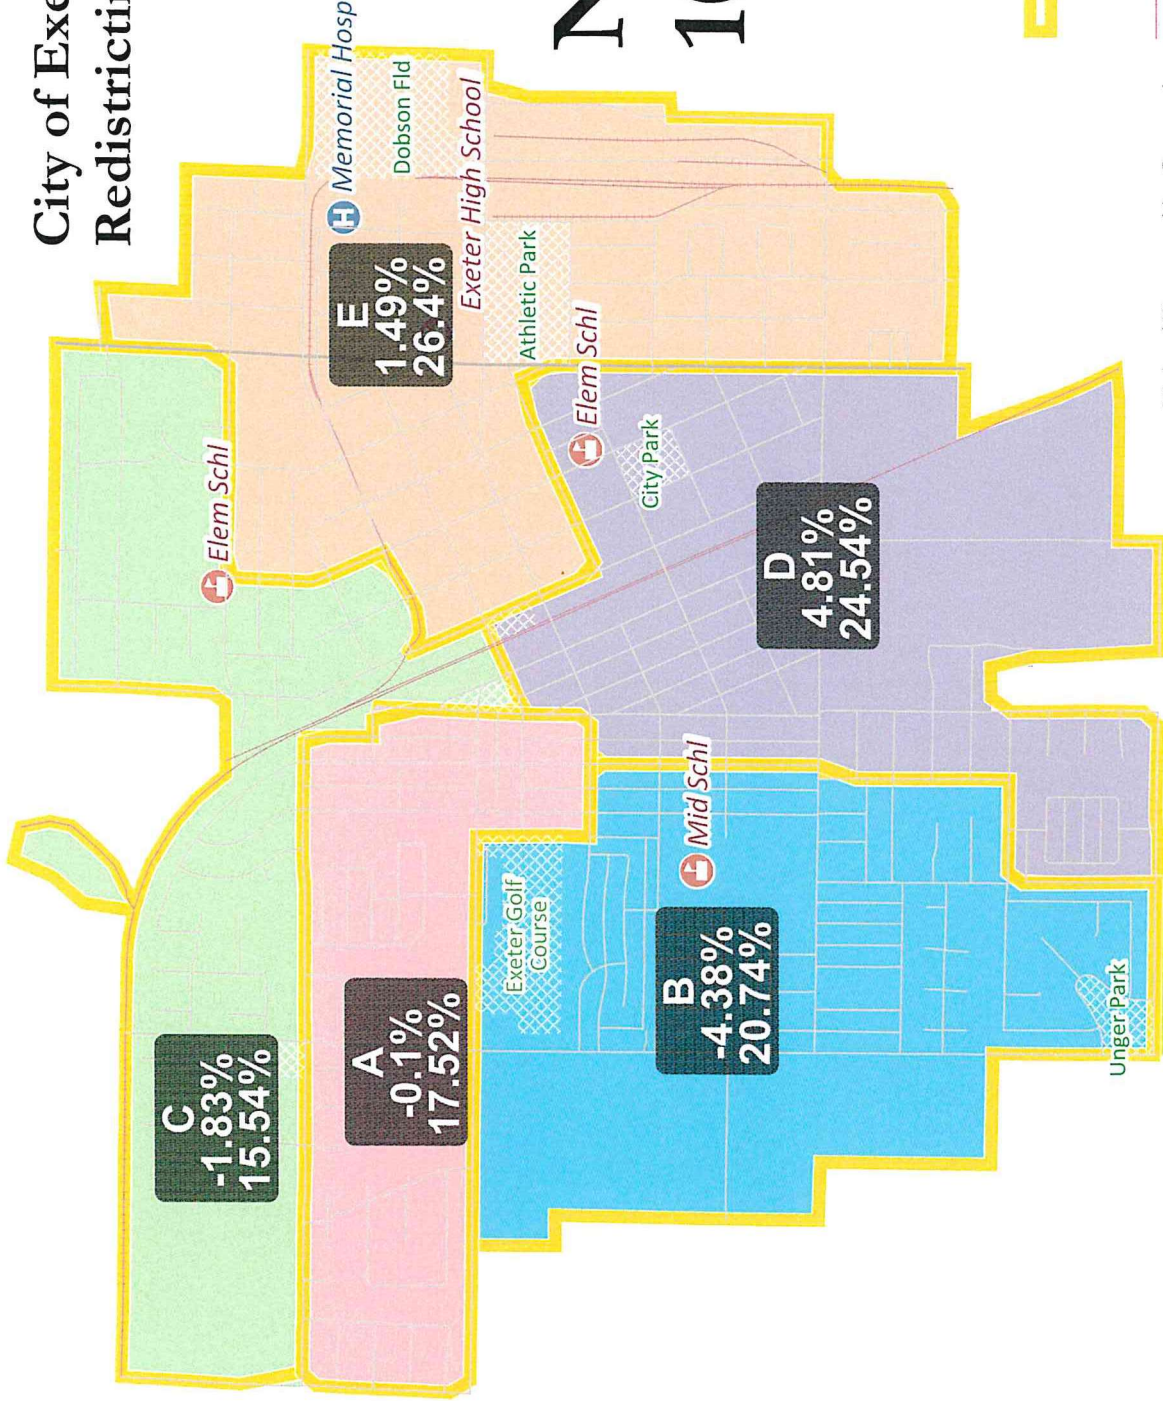 City of Exe
Redistrictin
C
-1.83%
15.54%
Elem Schl
Memorial Hosp
E
1.49%
26.4%
A
-0.1%
17.52%
Dobson Fld
Exeter High School
Exeter Golf
Course
Athletic Park
Elem Schl
N
City Park
B
-4.38%
20.74%
Mid Schl
10
D
4.81%
24.54%
Unger Park